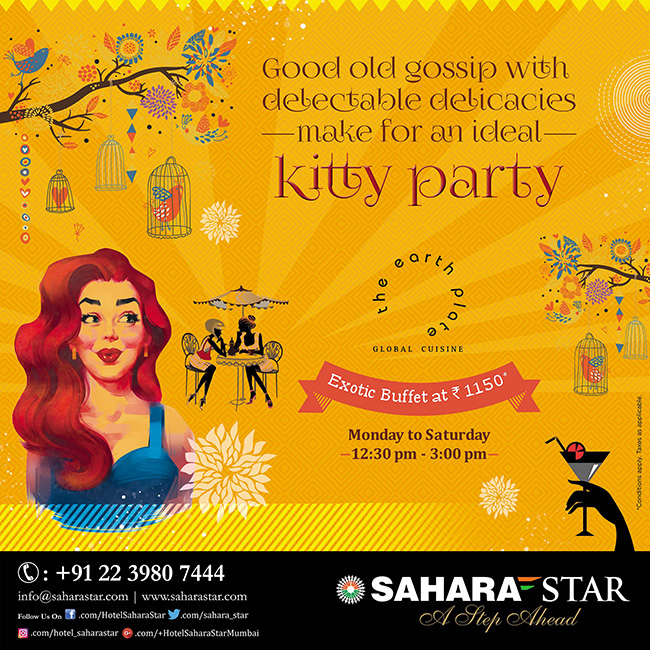 Good old gossip with
delectable delicacies
—make for an ideal—
kitty party
the earth plate
GLOBAL CUISINE
Exotic Buffet at ₹ 1150*
Monday to Saturday
—12:30 pm - 3:00 pm—
*Conditions apply. Taxes as applicable.
: +91 22 3980 7444
info@saharastar.com | www.saharastar.com
Follow Us On f .com/HotelSaharaStar .com/sahara_star
.com/hotel_saharastar g+ .com/+HotelSaharaStarMumbai
SAHARA STAR
A Step Ahead